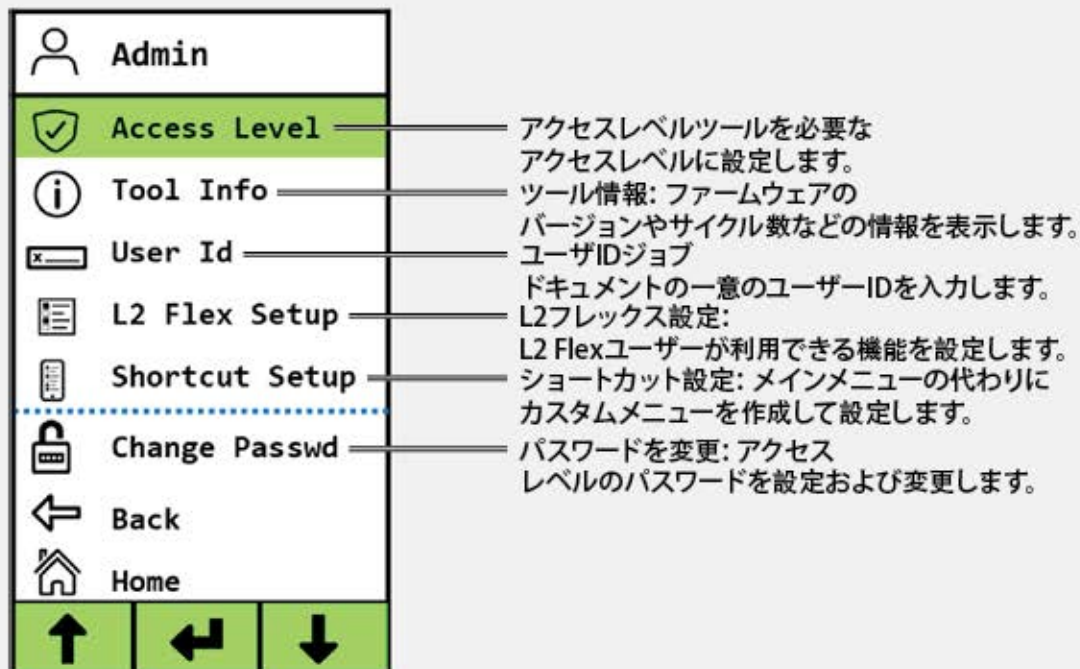 Admin
Access Level
アクセスレベルツールを必要な
アクセスレベルに設定します。
Tool Info
ツール情報: ファームウェアの
バージョンやサイクル数などの情報を表示します。
User Id
ユーザIDジョブ
ドキュメントの一意のユーザーIDを入力します。
L2 Flex Setup
L2フレックス設定:
L2 Flexユーザーが利用できる機能を設定します。
Shortcut Setup
ショートカット設定: メインメニューの代わりに
カスタムメニューを作成して設定します。
Change Passwd
パスワードを変更: アクセス
レベルのパスワードを設定および変更します。
Back
Home